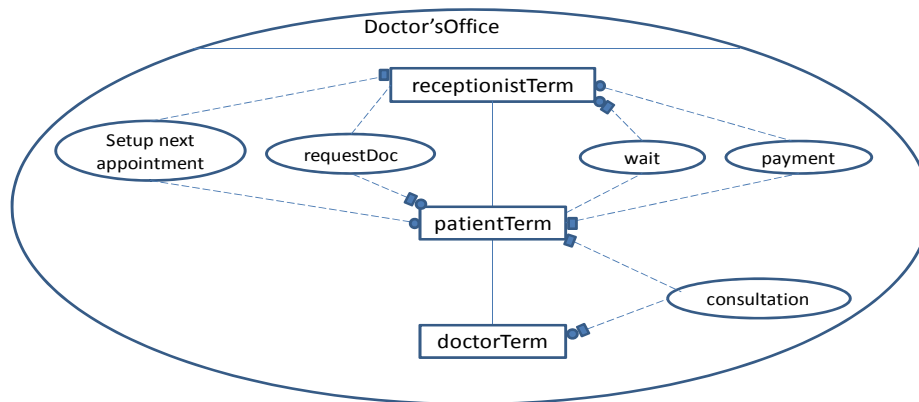 Doctor'sOffice
receptionistTerm
Setup next
appointment
requestDoc
wait
payment
patientTerm
consultation
doctorTerm